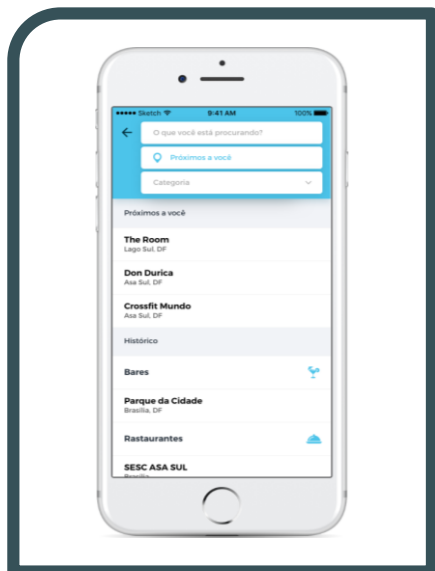 Sketch 9:41 AM 100%
O que você está procurando?
Próximos a você
Categoria
Próximos a você
The Room
Lago Sul, DF
Don Durica
Asa Sul, DF
Crossfit Mundo
Asa Sul, DF
Histórico
Bares
Parque da Cidade
Brasília, DF
Rastaurantes
SESC ASA SUL
Brasília